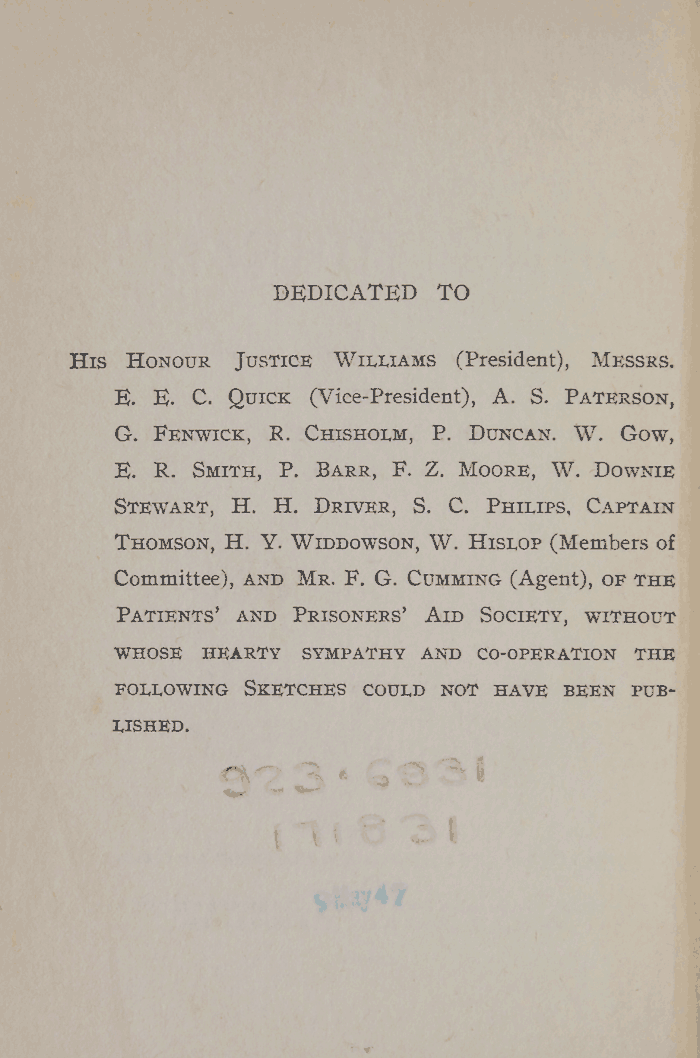 DEDICATED TO
HIS HONOUR JUSTICE WILLIAMS (President), MESSRS.
E. E. C. QUICK (Vice-President), A. S. PATERSON,
G. FENWICK, R. CHISHOLM, P. DUNCAN. W. GOW,
E. R. SMITH, P. BARR, F. Z. MOORE, W. DOWNIE
STEWART, H. H. DRIVER, S. C. PHILIPS, CAPTAIN
THOMSON, H. Y. WIDDOWSON, W. HISLOP (Members of
Committee), AND MR. F. G. CUMMING (Agent), OF THE
PATIENTS' AND PRISONERS' AID SOCIETY, WITHOUT
WHOSE HEARTY SYMPATHY AND CO-OPERATION THE
FOLLOWING SKETCHES COULD NOT HAVE BEEN PUB-
LISHED.